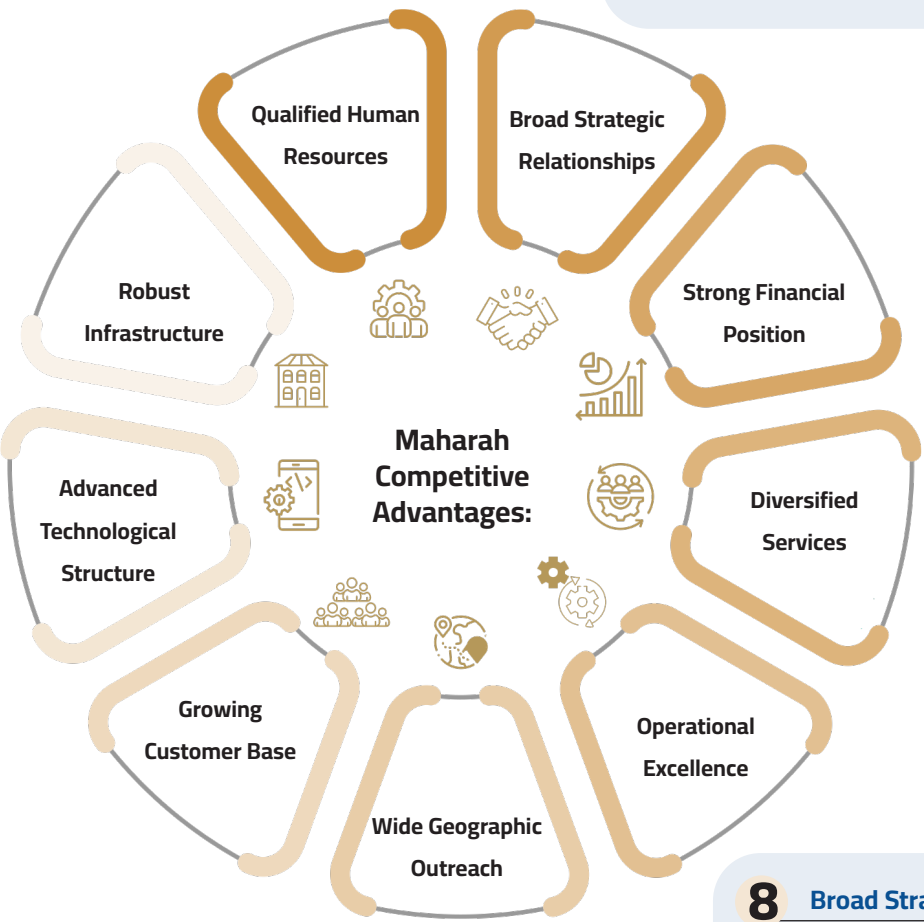 Qualified Human
Resources
Broad Strategic
Relationships
Strong Financial
Position
Diversified
Services
Operational
Excellence
Wide Geographic
Outreach
Growing
Customer Base
Advanced
Technological
Structure
Robust
Infrastructure
Maharah
Competitive
Advantages:
8 Broad Stra